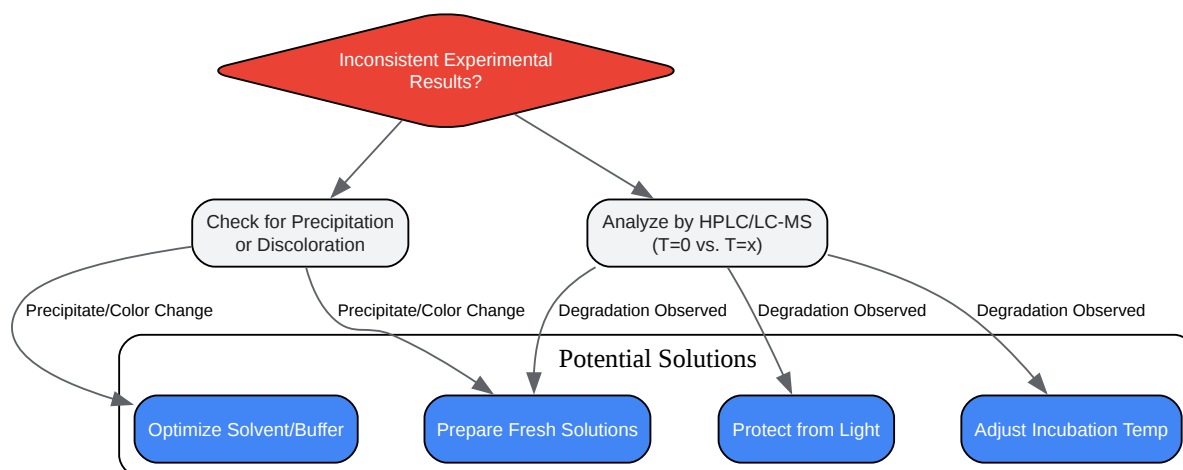 Inconsistent Experimental
Results?
Check for Precipitation
or Discoloration
Analyze by HPLC/LC-MS
(T=0 vs. T=x)
Precipitate/Color Change
Precipitate/Color Change
Degradation Observed
Degradation Observed
Degradation Observed
Potential Solutions
Optimize Solvent/Buffer
Prepare Fresh Solutions
Protect from Light
Adjust Incubation Temp